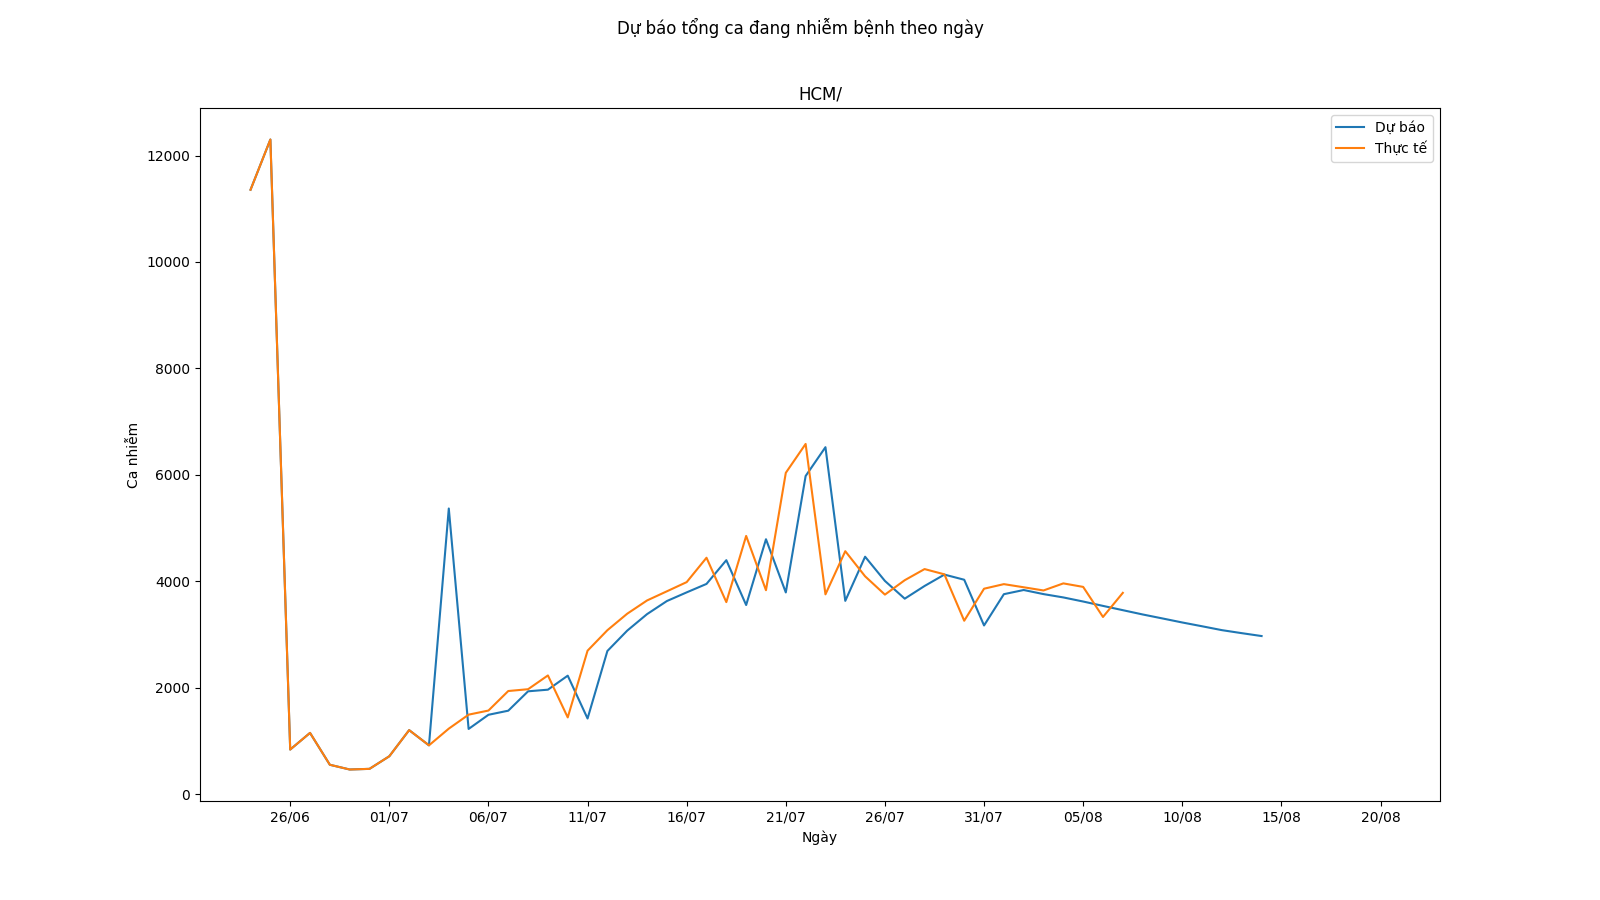 Dự báo tổng ca đang nhiễm bệnh theo ngày
HCM/
Dự báo
Thực tế
12000
10000
8000
6000
4000
2000
0
Ca nhiễm
26/06 01/07 06/07 11/07 16/07 21/07 26/07 31/07 05/08 10/08 15/08 20/08
Ngày